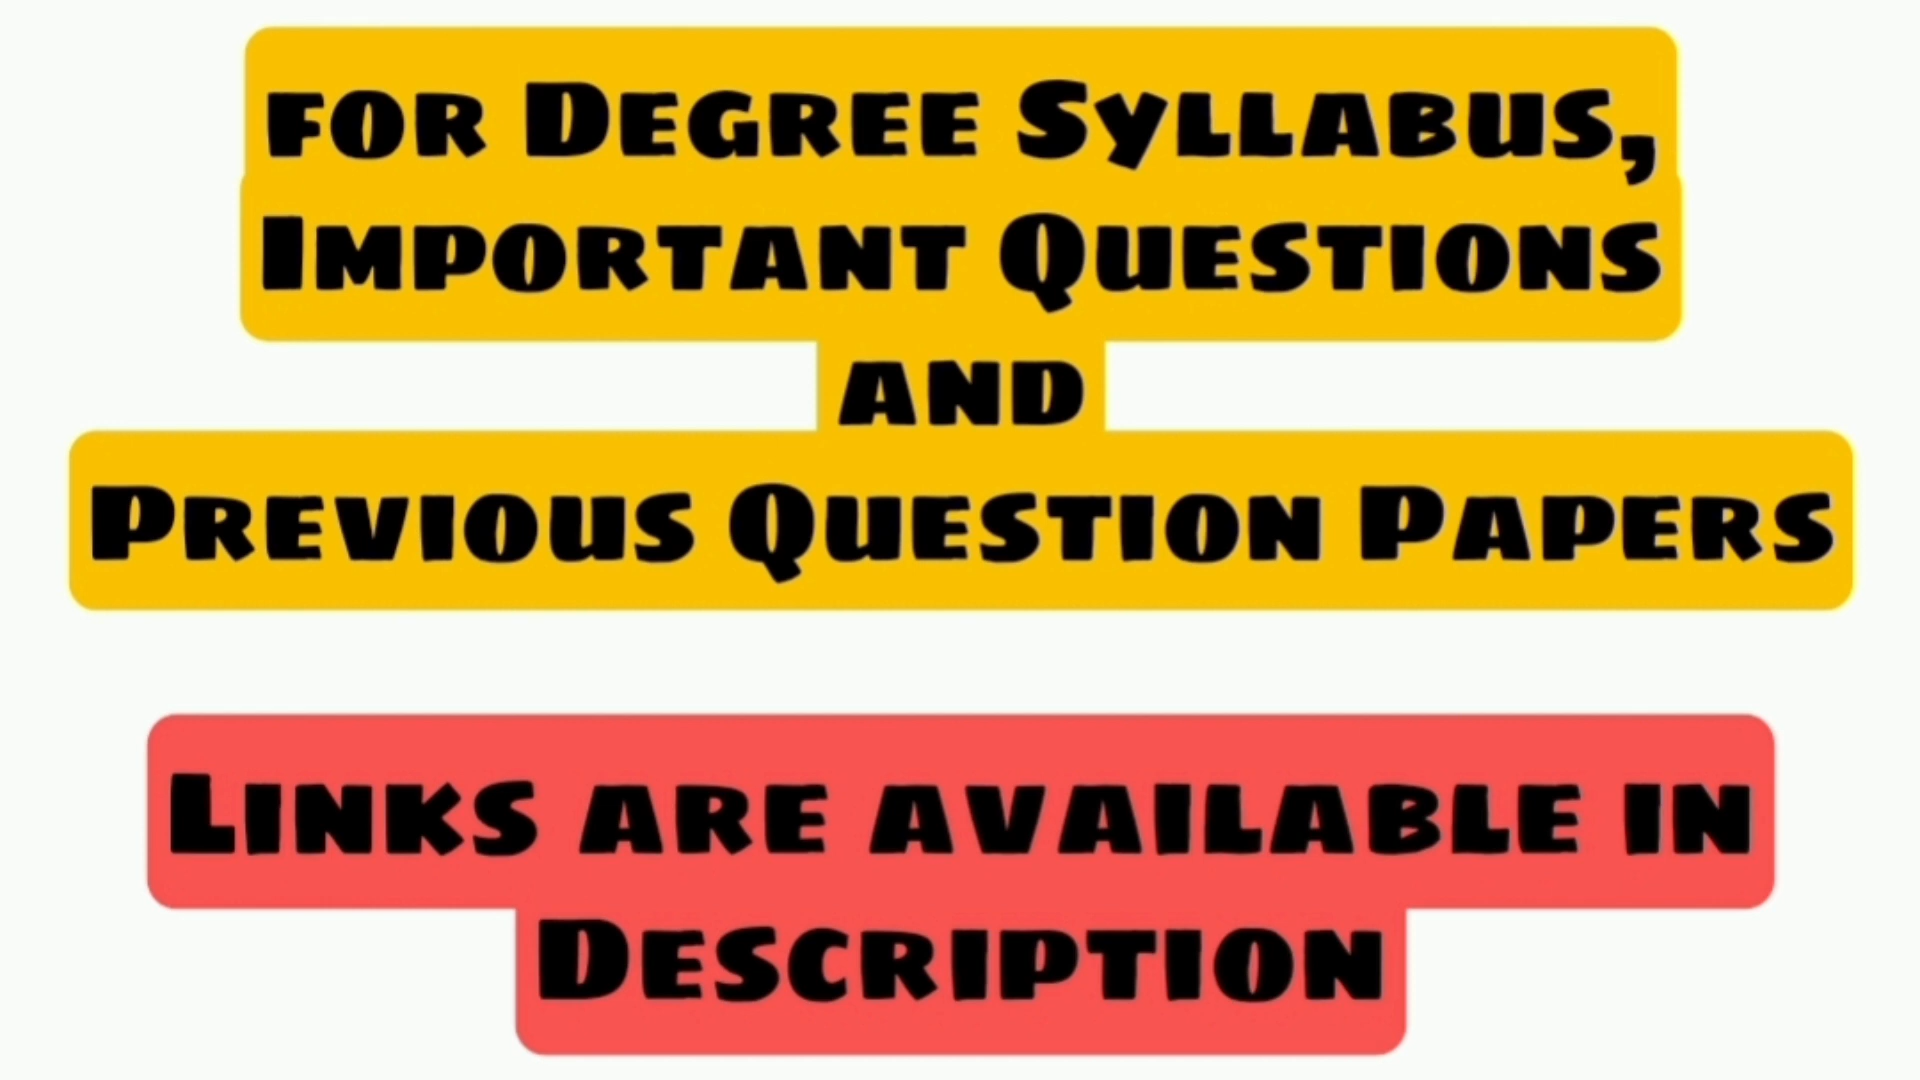 for Degree Syllabus,
Important Questions
and
Previous Question Papers
Links are available in
Description